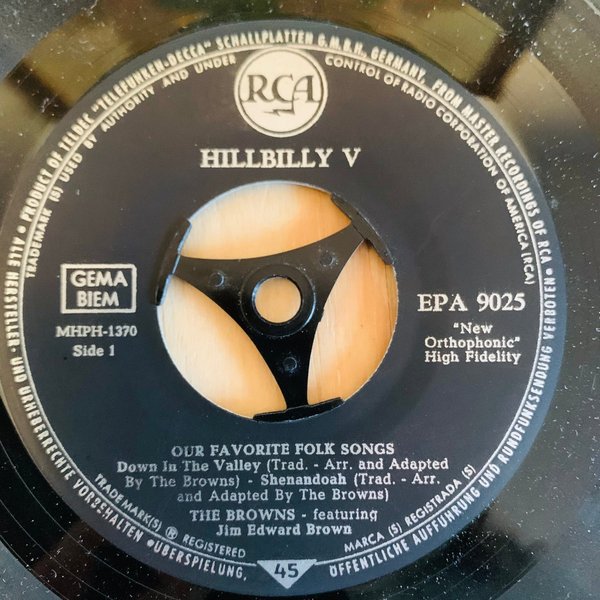 • PRODUCT OF TELDEC "TELEFUNKEN-DECCA" SCHALLPLATTEN G.M.B.H. GERMANY, FROM MASTER RECORDINGS OF RCA •
TRADEMARK (S) USED BY AUTHORITY AND UNDER CONTROL OF RADIO CORPORATION OF AMERICA (RCA)
RCA
HILLBILLY V
GEMA
BIEM
MHPH-1370
Side 1
EPA 9025
"New
Orthophonic"
High Fidelity
OUR FAVORITE FOLK SONGS
Down In The Valley (Trad. - Arr. and Adapted
By The Browns) - Shenandoah (Trad. - Arr.
and Adapted By The Browns)
THE BROWNS - featuring
Jim Edward Brown
TRADEMARK(S) ® REGISTERED
MARCA (S) REGISTRADA (S)
45
ALLE HERSTELLER- UND URHEBERRECHTE VORBEHALTEN • ÜBERSPIELUNG, ÖFFENTLICHE AUFFÜHRUNG UND RUNDFUNKSENDUNG VERBOTEN •